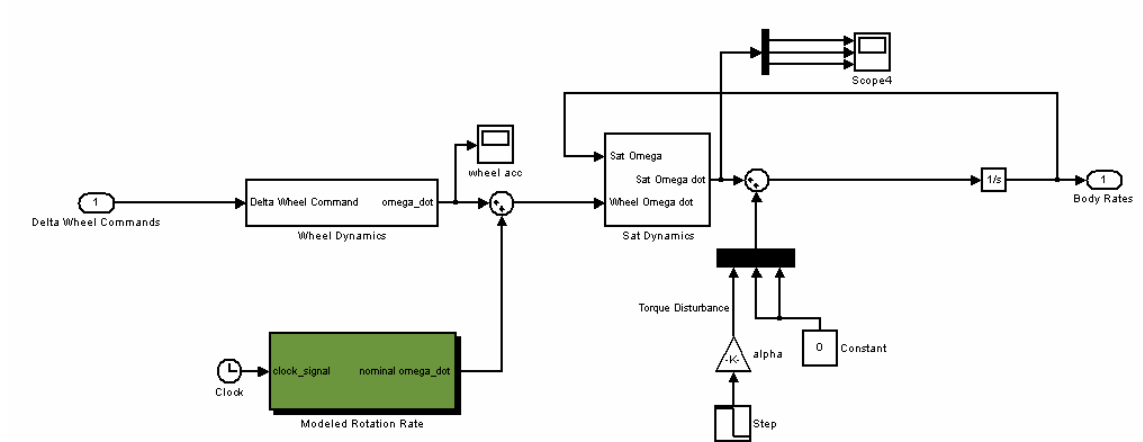 Scope4
Sat Omega
Sat Omega dot
Wheel Omega dot
Sat Dynamics
wheel acc
1
Delta Wheel Commands
Delta Wheel Command
omega_dot
Wheel Dynamics
1/s
1
Body Rates
Torque Disturbance
-K-
alpha
0
Constant
Step
Clock
clock_signal
nominal omega_dot
Modeled Rotation Rate